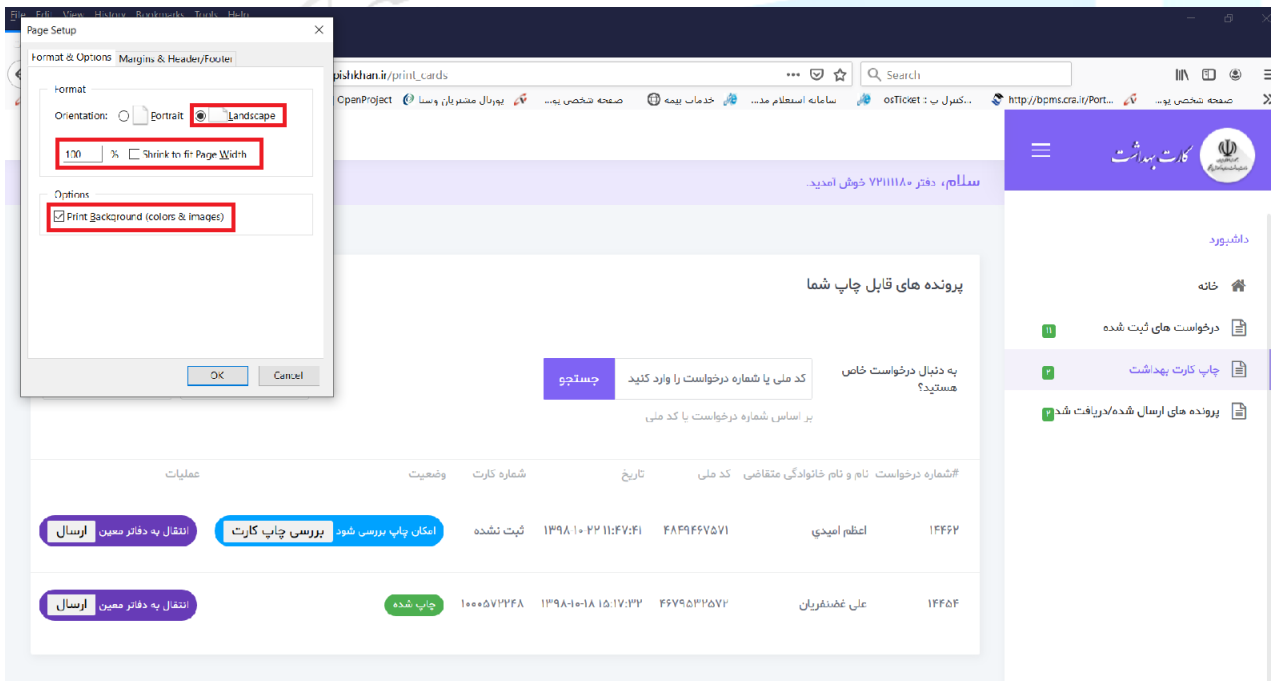 File Edit View History Bookmarks Tools Help
Page Setup
Format & Options Margins & Header/Footer
Format
Orientation: Portrait Landscape
100 % Shrink to fit Page Width
Options
Print Background (colors & images)
OK Cancel
pishkhan.ir/print_cards
Search
OpenProject
پورتال مشتریان وسنا
صفحه شخصی یو...
خدمات بیمه
سامانه استعلام مد...
osTicket :: کنترل پ...
http://bpms.cra.ir/Port...
صفحه شخصی یو...
کارت بهداشت
سلام، دفتر ۷۲۱۱۱۱۸۰ خوش آمدید.
داشبورد
خانه
درخواست های ثبت شده ۱۱
چاپ کارت بهداشت ۲
پرونده های ارسال شده/دریافت شد ۲
پرونده های قابل چاپ شما
به دنبال درخواست خاص
هستید؟
کد ملی یا شماره درخواست را وارد کنید جستجو
بر اساس شماره درخواست یا کد ملی
#شماره درخواست نام و نام خانوادگی متقاضی کد ملی تاریخ شماره کارت وضعیت عملیات
۱۴۴۶۲ اعظم امیدي ۴۸۴۹۴۶۷۵۷۱ ۱۳۹۸-۱۰-۲۲ ۱۱:۴۷:۴۱ ثبت نشده امکان چاپ بررسی شود بررسی چاپ کارت انتقال به دفاتر معین ارسال
۱۴۴۵۴ علی غضنفریان ۴۶۷۹۵۳۲۵۷۲ ۱۳۹۸-۱۰-۱۸ ۱۵:۱۷:۳۲ ۱۰۰۰۵۷۲۲۴۸ چاپ شده انتقال به دفاتر معین ارسال